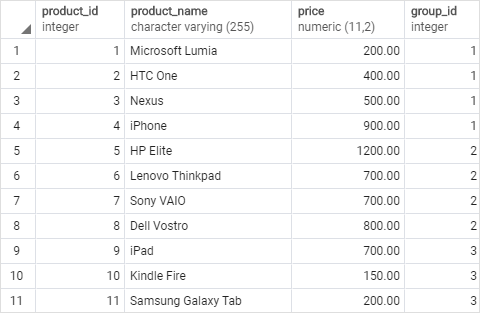 product_id product_name price group_id
integer character varying (255) numeric (11,2) integer
1 1 Microsoft Lumia 200.00 1
2 2 HTC One 400.00 1
3 3 Nexus 500.00 1
4 4 iPhone 900.00 1
5 5 HP Elite 1200.00 2
6 6 Lenovo Thinkpad 700.00 2
7 7 Sony VAIO 700.00 2
8 8 Dell Vostro 800.00 2
9 9 iPad 700.00 3
10 10 Kindle Fire 150.00 3
11 11 Samsung Galaxy Tab 200.00 3